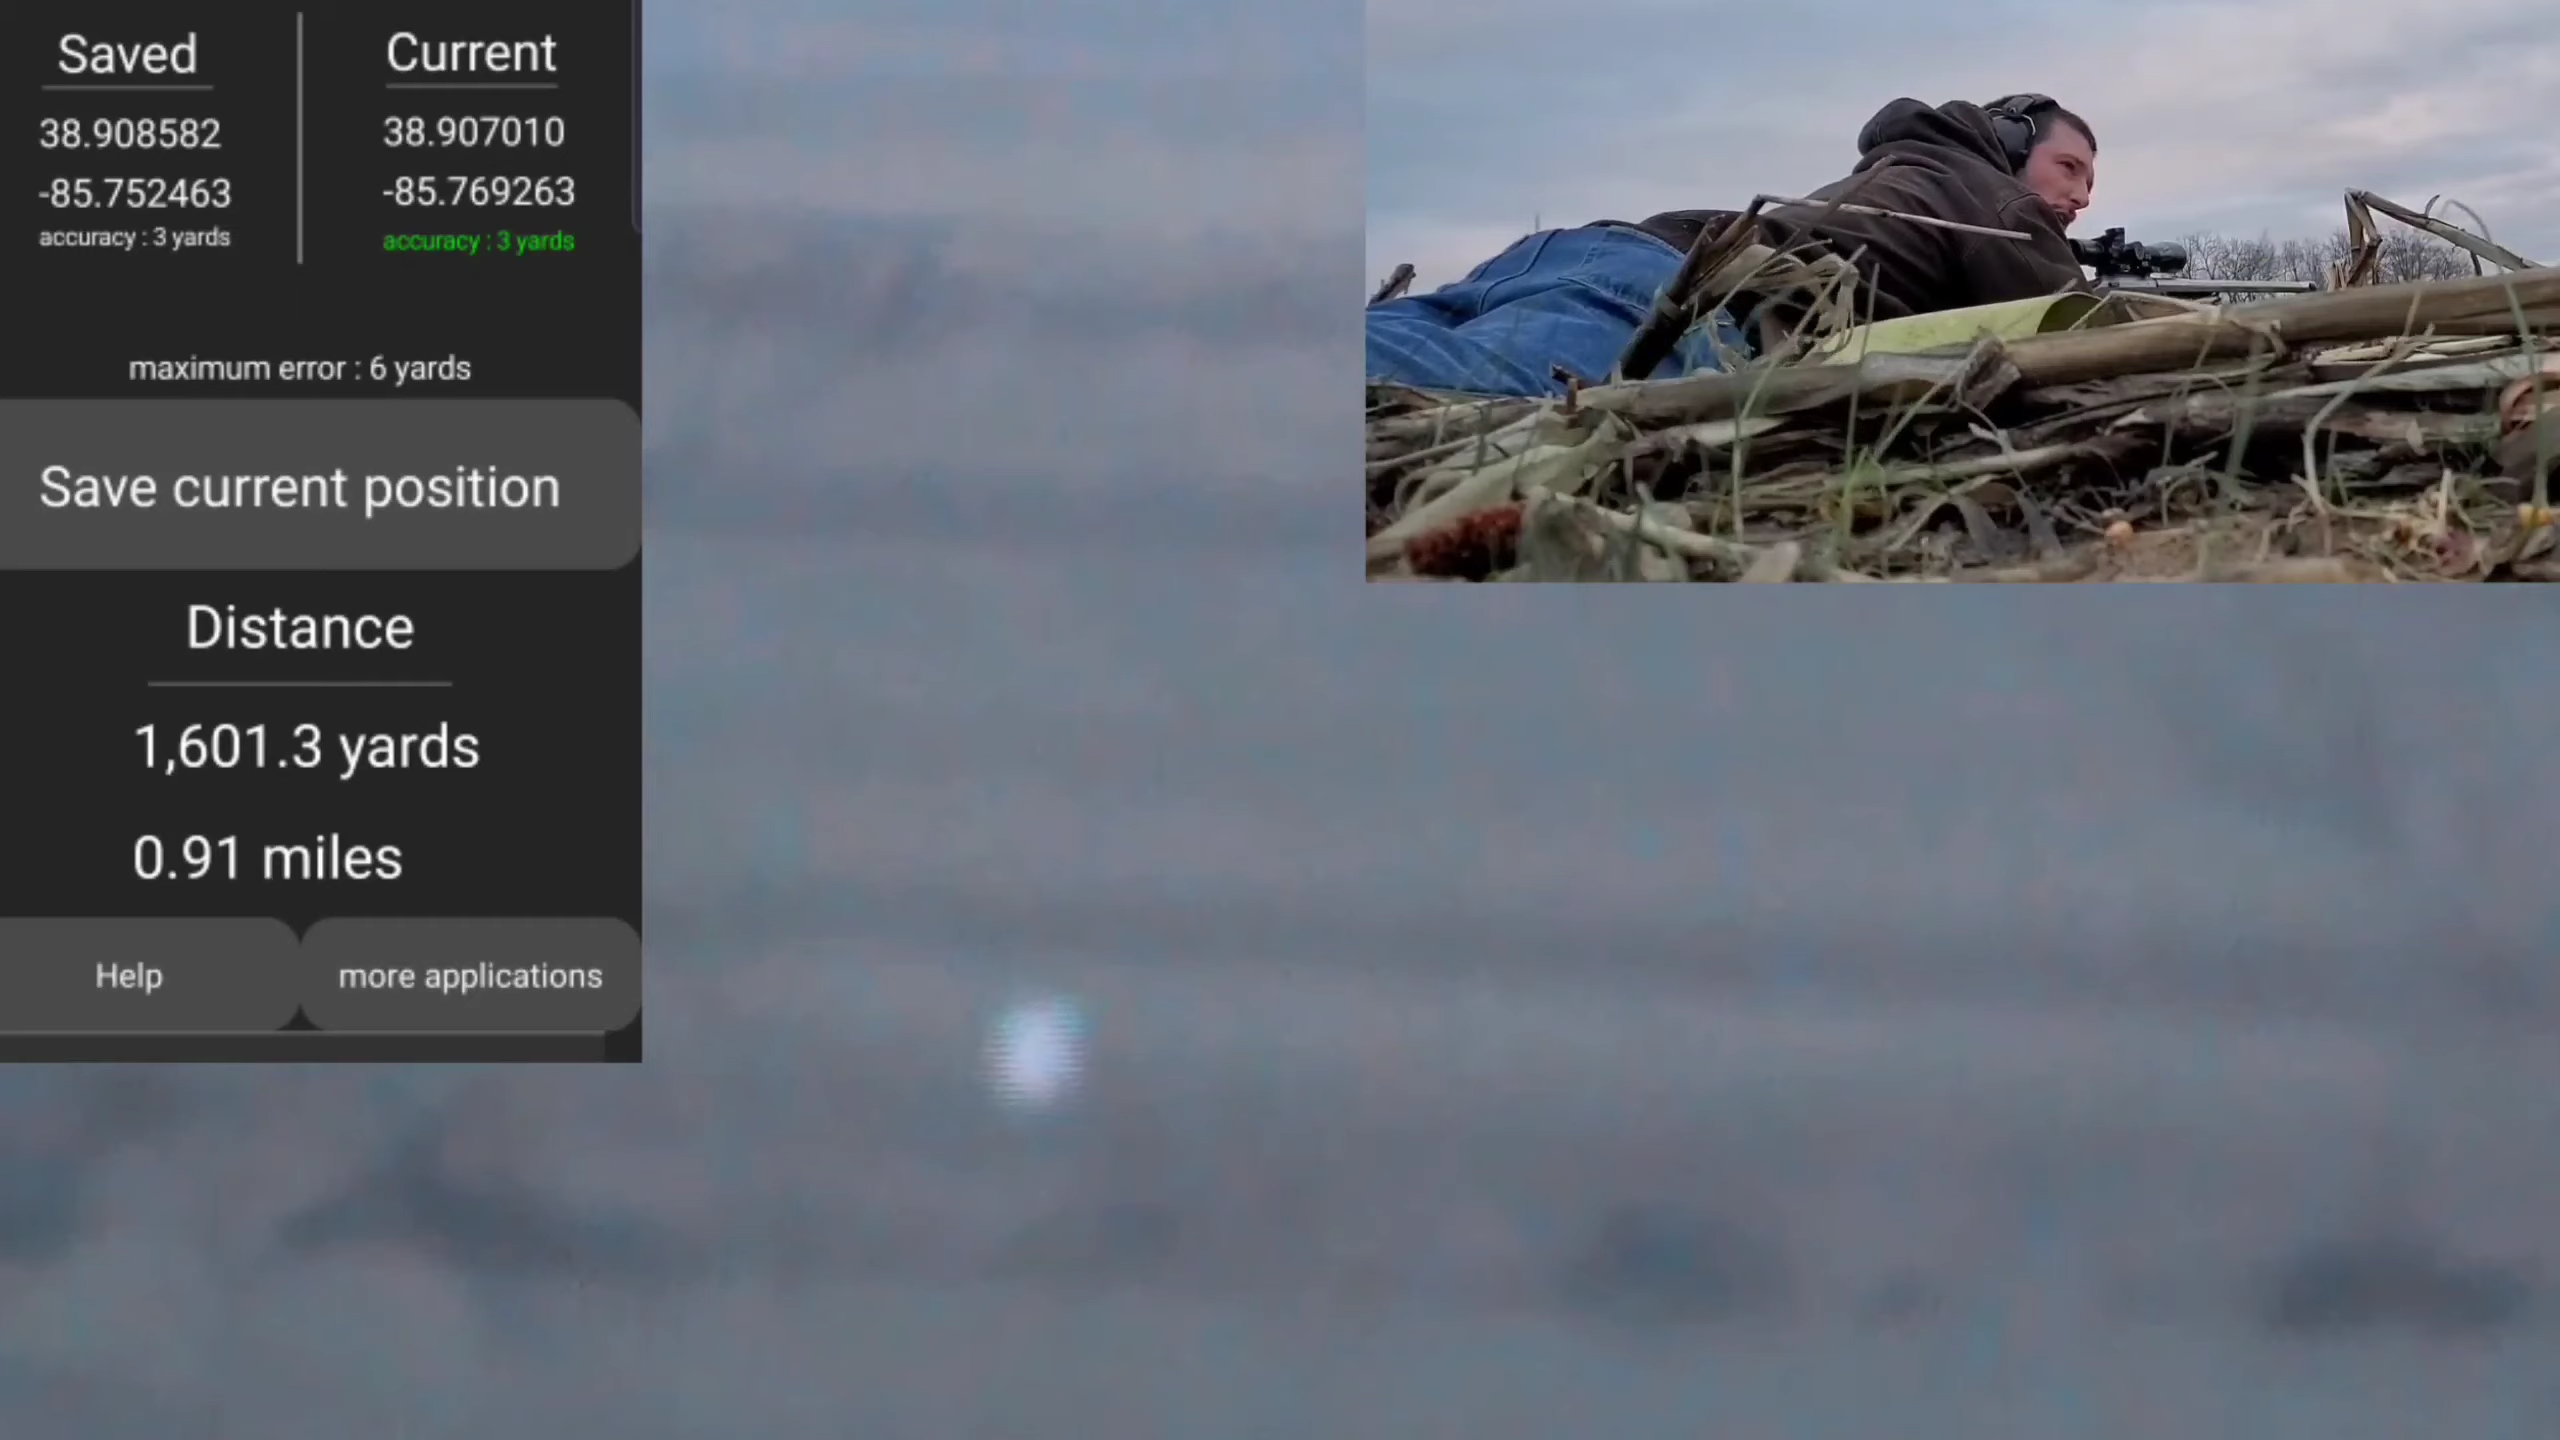 Saved
Current
38.908582
38.907010
-85.752463
-85.769263
accuracy : 3 yards
accuracy : 3 yards
maximum error : 6 yards
Save current position
Distance
1,601.3 yards
0.91 miles
Help
more applications